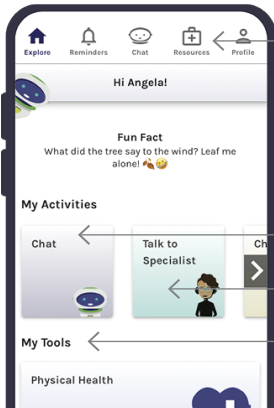 Explore Reminders Chat Resources Profile
Hi Angela!
Fun Fact
What did the tree say to the wind? Leaf me
alone! 🍂🤣
My Activities
Chat
Talk to
Specialist
Ch
My Tools
Physical Health